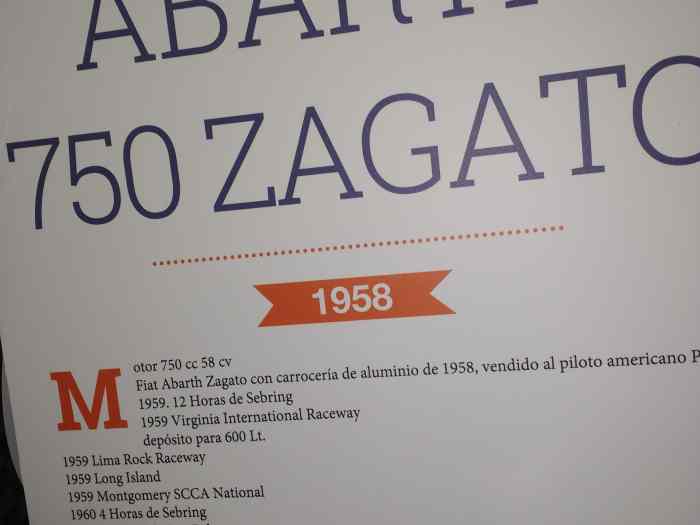 ABARTH
750 ZAGATO
1958
Motor 750 cc 58 cv
Fiat Abarth Zagato con carrocería de aluminio de 1958, vendido al piloto americano P
1959. 12 Horas de Sebring
1959 Virginia International Raceway
depósito para 600 Lt.
1959 Lima Rock Raceway
1959 Long Island
1959 Montgomery SCCA National
1960 4 Horas de Sebring